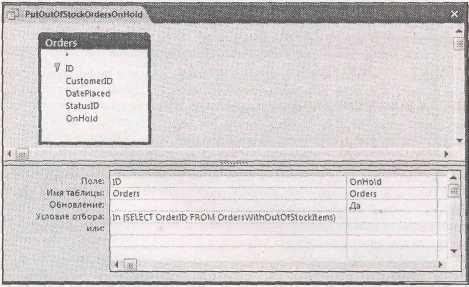 PutOutOfStockOrdersOnHold
Orders
*
ID
CustomerID
DatePlaced
StatusID
OnHold
Поле: ID OnHold
Имя таблицы: Orders Orders
Обновление: Да
Условие отбора: In (SELECT OrderID FROM OrdersWithOutOfStockItems)
или: